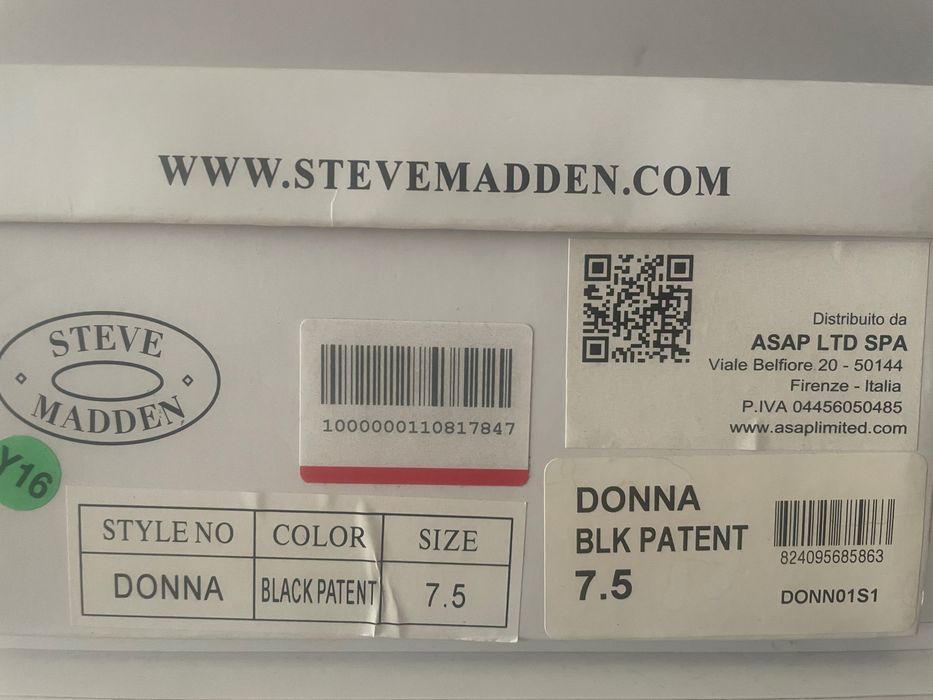 WWW.STEVEMADDEN.COM
STEVE
MADDEN
Y16
1000000110817847
Distribuito da
ASAP LTD SPA
Viale Belfiore 20 - 50144
Firenze - Italia
P.IVA 04456050485
www.asaplimited.com
STYLE NO COLOR SIZE
DONNA BLACK PATENT 7.5
DONNA
BLK PATENT
7.5
824095685863
DONN01S1